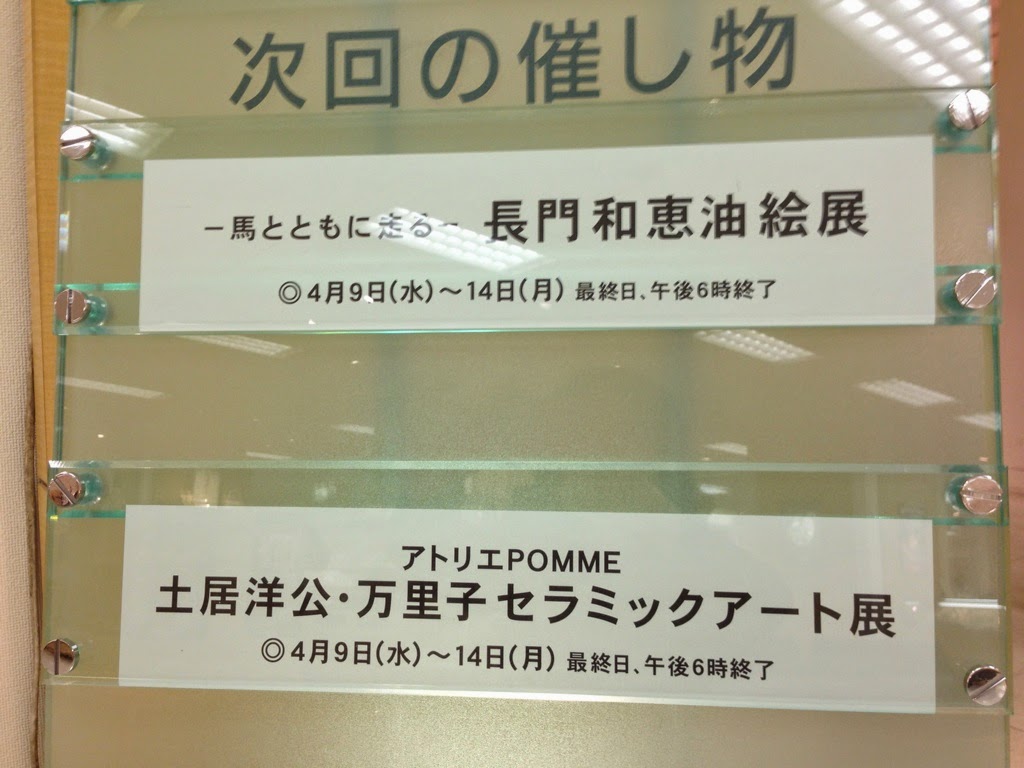 次回の催し物
－馬とともに走る－ 長門和恵油絵展
◎4月9日(水)～14日(月) 最終日、午後6時終了
アトリエPOMME
土居洋公・万里子セラミックアート展
◎4月9日(水)～14日(月) 最終日、午後6時終了